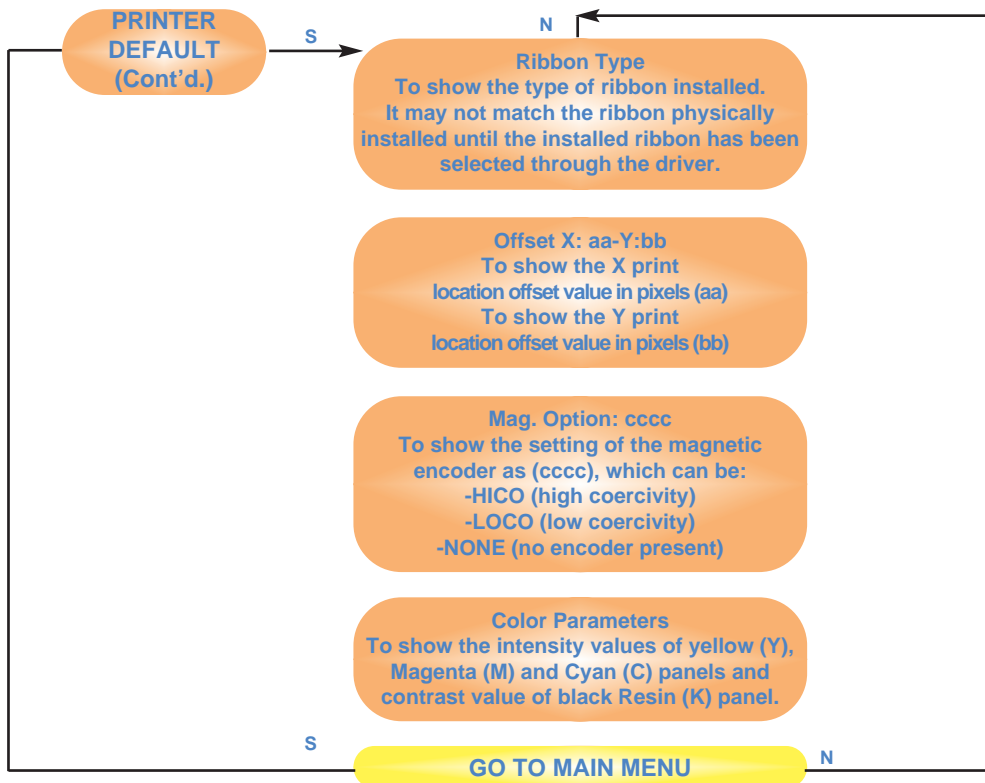 PRINTER
DEFAULT
(Cont’d.)
S
N
Ribbon Type
To show the type of ribbon installed.
It may not match the ribbon physically
installed until the installed ribbon has been
selected through the driver.
Offset X: aa-Y:bb
To show the X print
location offset value in pixels (aa)
To show the Y print
location offset value in pixels (bb)
Mag. Option: cccc
To show the setting of the magnetic
encoder as (cccc), which can be:
-HICO (high coercivity)
-LOCO (low coercivity)
-NONE (no encoder present)
Color Parameters
To show the intensity values of yellow (Y),
Magenta (M) and Cyan (C) panels and
contrast value of black Resin (K) panel.
S
GO TO MAIN MENU
N